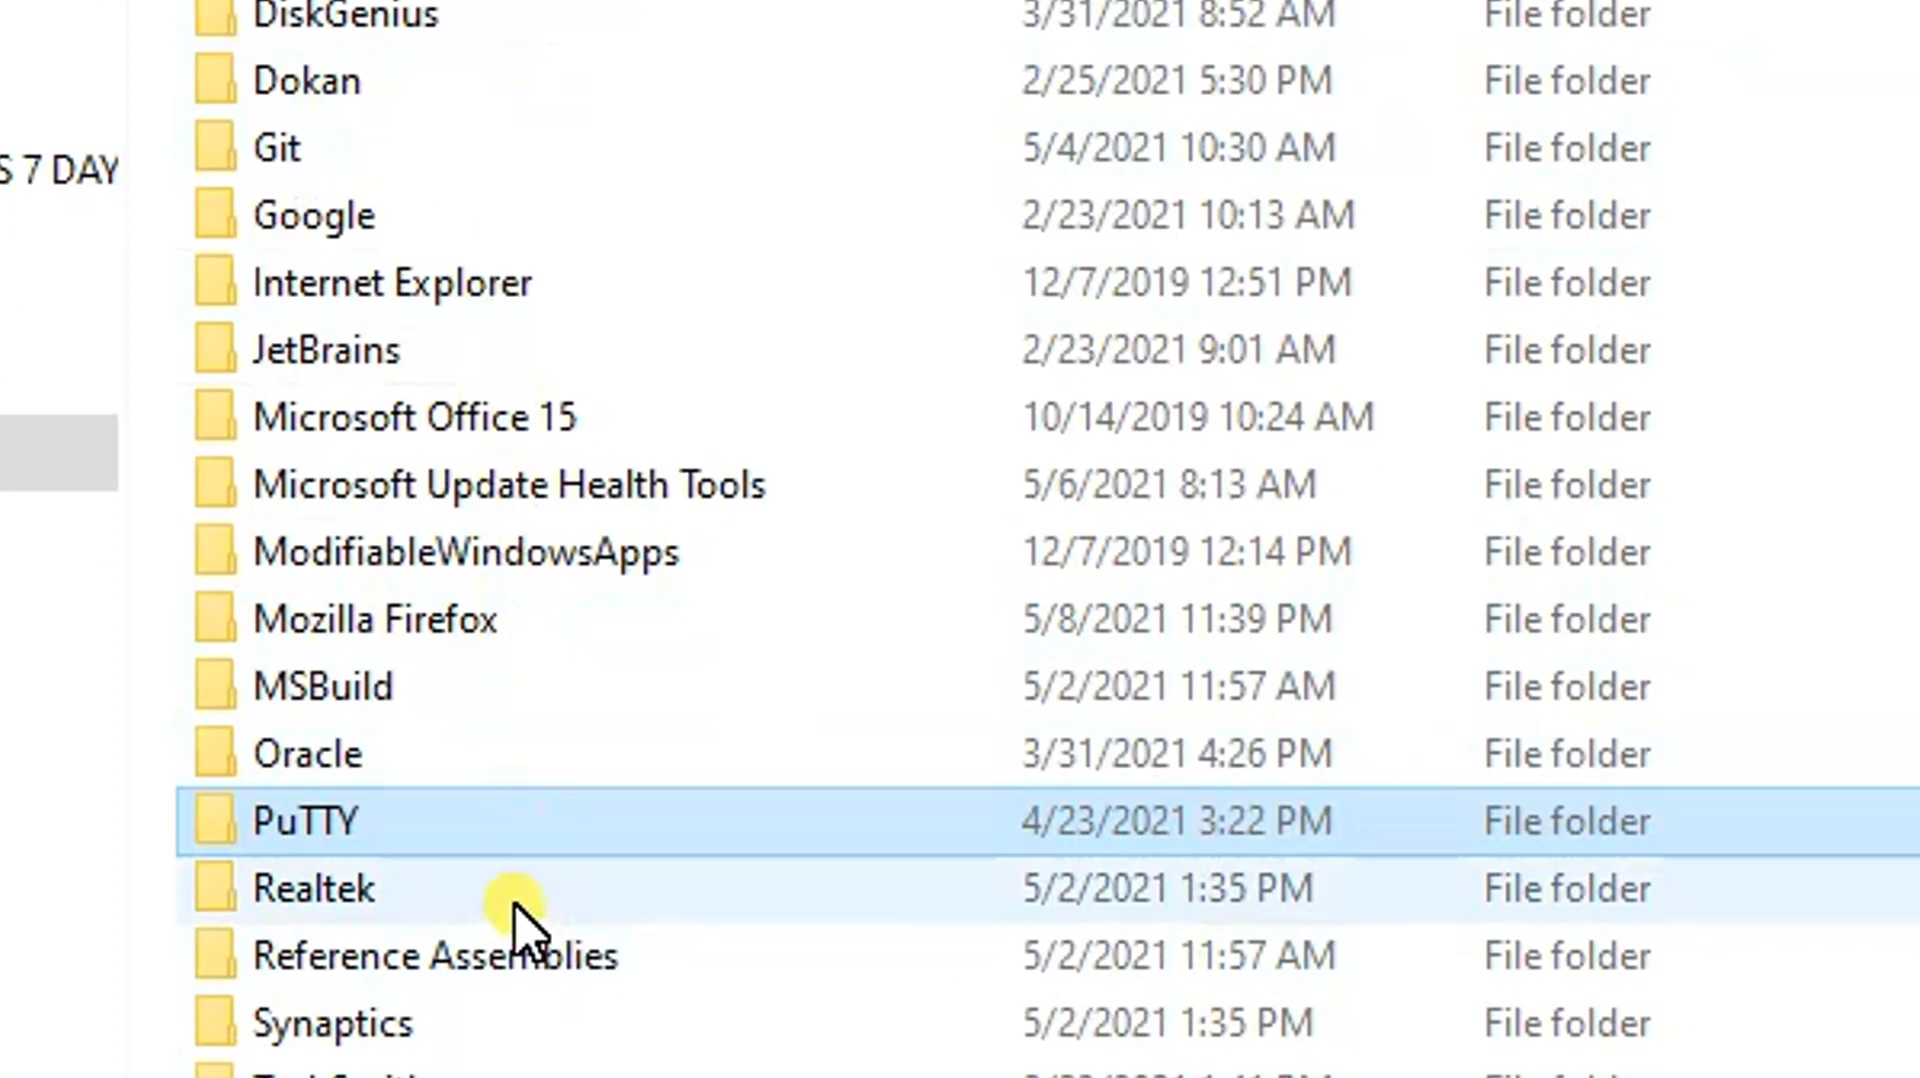 DiskGenius 3/31/2021 8:52 AM File folder
Dokan 2/25/2021 5:30 PM File folder
Git 5/4/2021 10:30 AM File folder
S 7 DAY
Google 2/23/2021 10:13 AM File folder
Internet Explorer 12/7/2019 12:51 PM File folder
JetBrains 2/23/2021 9:01 AM File folder
Microsoft Office 15 10/14/2019 10:24 AM File folder
Microsoft Update Health Tools 5/6/2021 8:13 AM File folder
ModifiableWindowsApps 12/7/2019 12:14 PM File folder
Mozilla Firefox 5/8/2021 11:39 PM File folder
MSBuild 5/2/2021 11:57 AM File folder
Oracle 3/31/2021 4:26 PM File folder
PuTTY 4/23/2021 3:22 PM File folder
Realtek 5/2/2021 1:35 PM File folder
Reference Assemblies 5/2/2021 11:57 AM File folder
Synaptics 5/2/2021 1:35 PM File folder